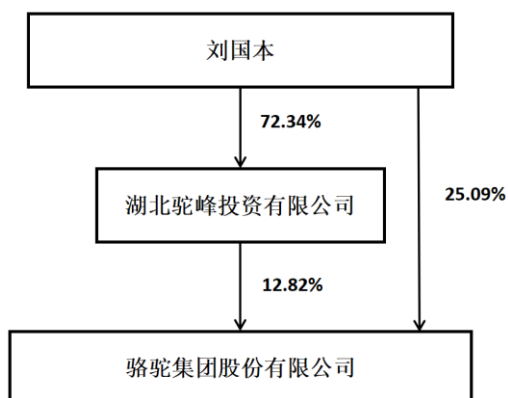 刘国本
72.34%
湖北驼峰投资有限公司
25.09%
12.82%
骆驼集团股份有限公司